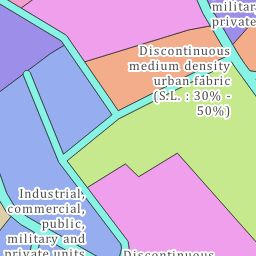 militar
private
Discontinuous
medium density
urban fabric
(S.L. : 30% -
50%)
Industrial,
commercial,
public,
military and
private units
Discontinuous